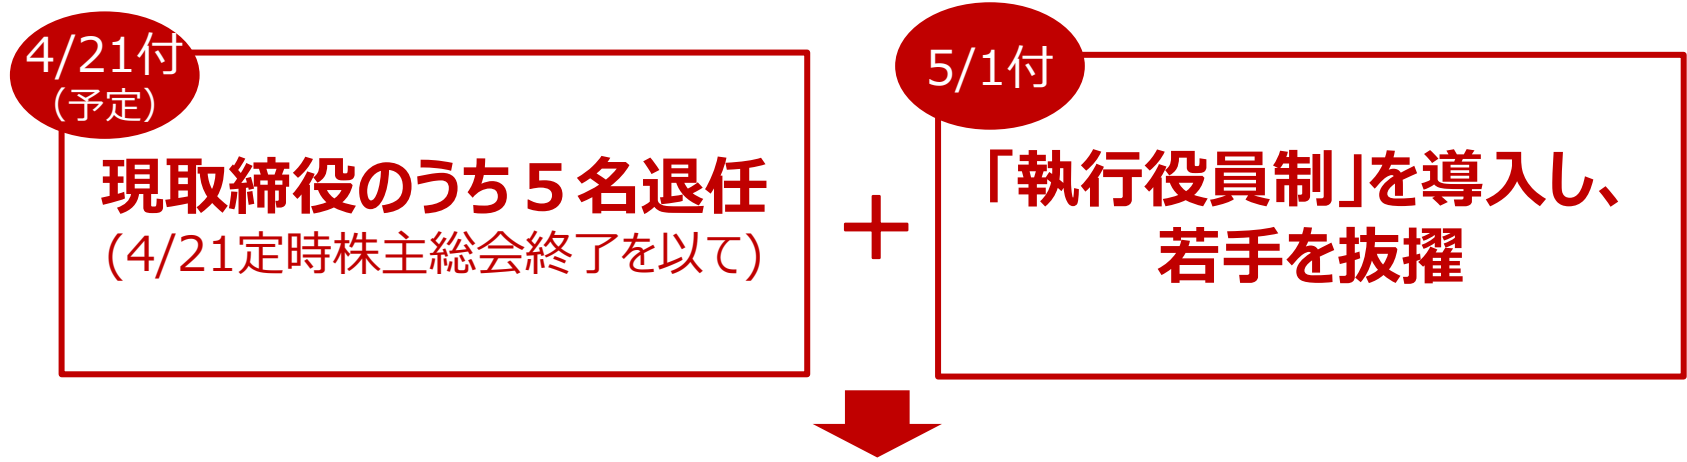 4/21付
（予定）
現取締役のうち５名退任
(4/21定時株主総会終了を以て)
＋
5/1付
「執行役員制」を導入し、
若手を抜擢